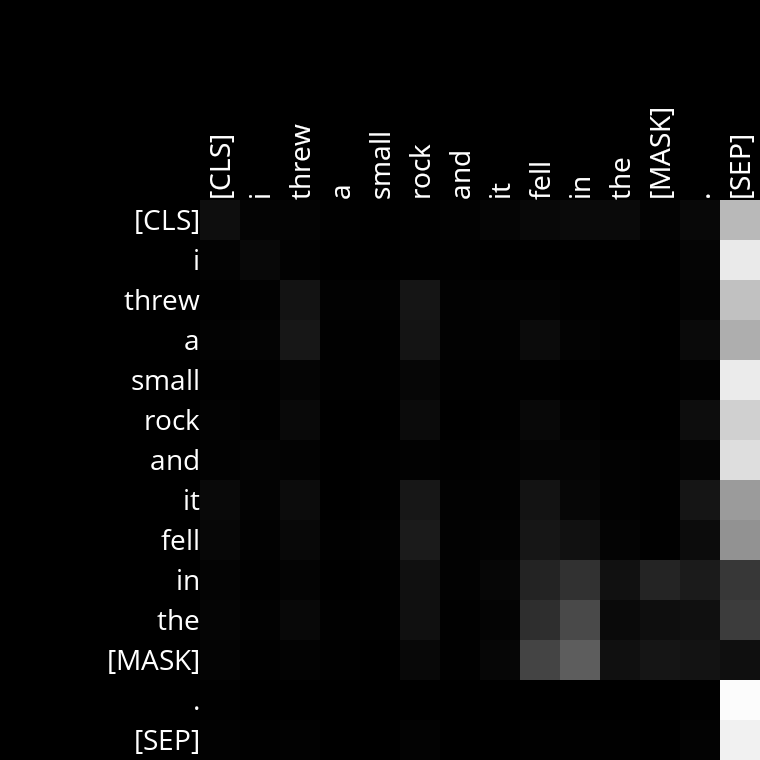 [CLS] i threw a small rock and it fell in the [MASK] . [SEP]
[CLS]
i
threw
a
small
rock
and
it
fell
in
the
[MASK]
.
[SEP]